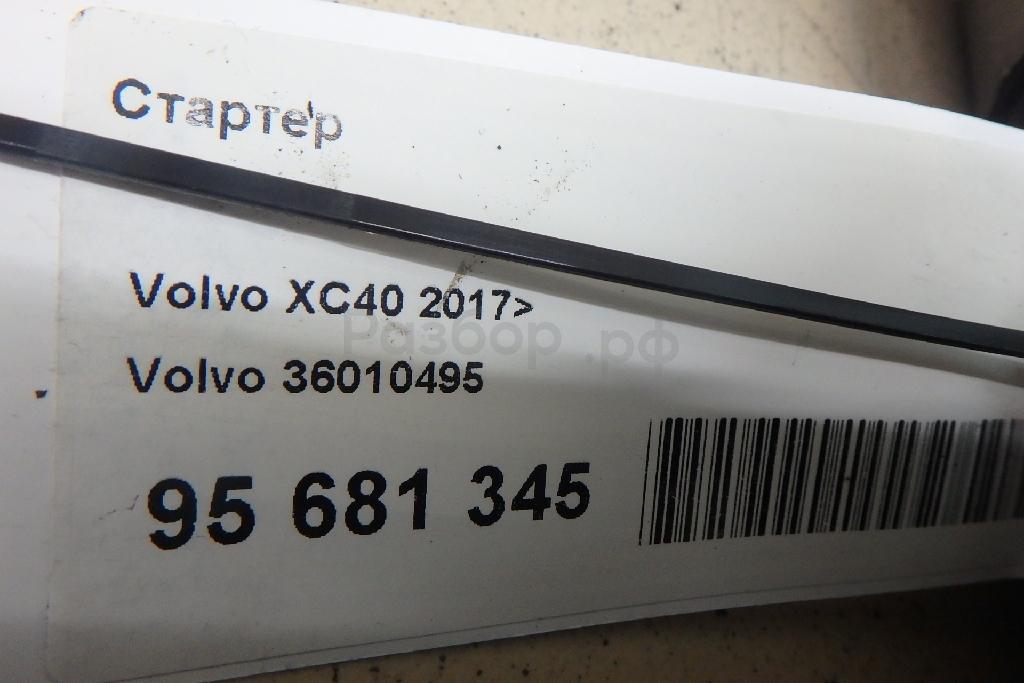 Стартер
Volvo XC40 2017>
Разбор.рф
Volvo 36010495
95 681 345